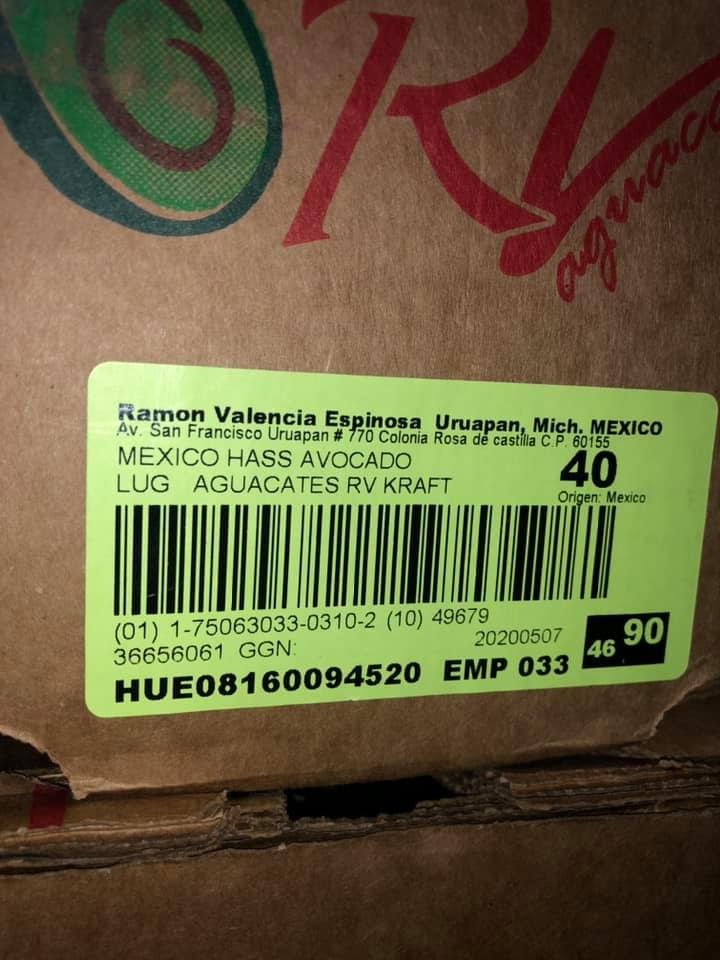 RV
aguaca
Ramon Valencia Espinosa Uruapan, Mich. MEXICO
Av. San Francisco Uruapan # 770 Colonia Rosa de castilla C.P. 60155
MEXICO HASS AVOCADO 40
LUG AGUACATES RV KRAFT Origen: Mexico
(01) 1-75063033-0310-2 (10) 49679
36656061 GGN: 20200507 46 90
HUE08160094520 EMP 033